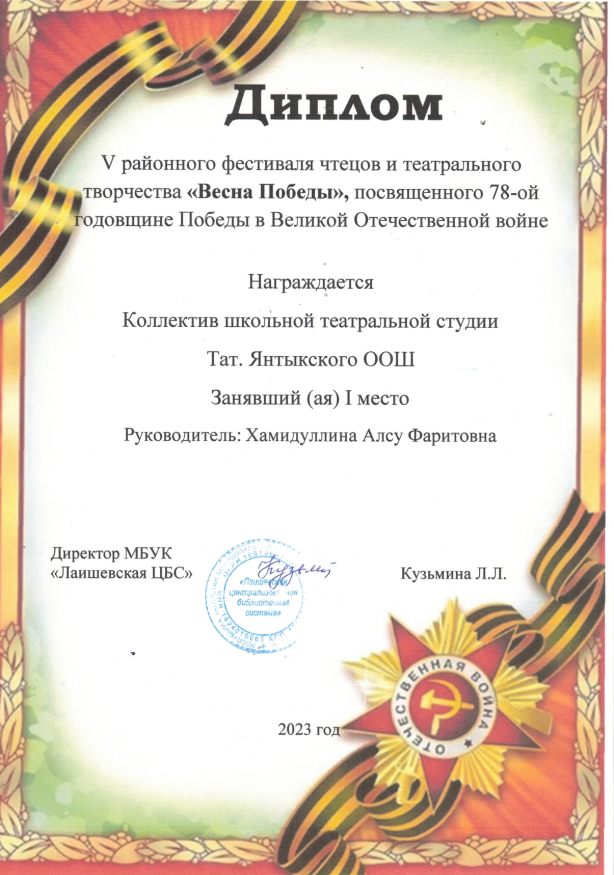 Диплом
V районного фестиваля чтецов и театрального
творчества «Весна Победы», посвященного 78-ой
годовщине Победы в Великой Отечественной войне
Награждается
Коллектив школьной театральной студии
Тат. Янтыкского ООШ
Занявший (ая) I место
Руководитель: Хамидуллина Алсу Фаритовна
Директор МБУК
«Лаишевская ЦБС»
Кузьмина Л.Л.
библиотечная
система»
ОТЕЧЕСТВЕННАЯ ВОЙНА
2023 год